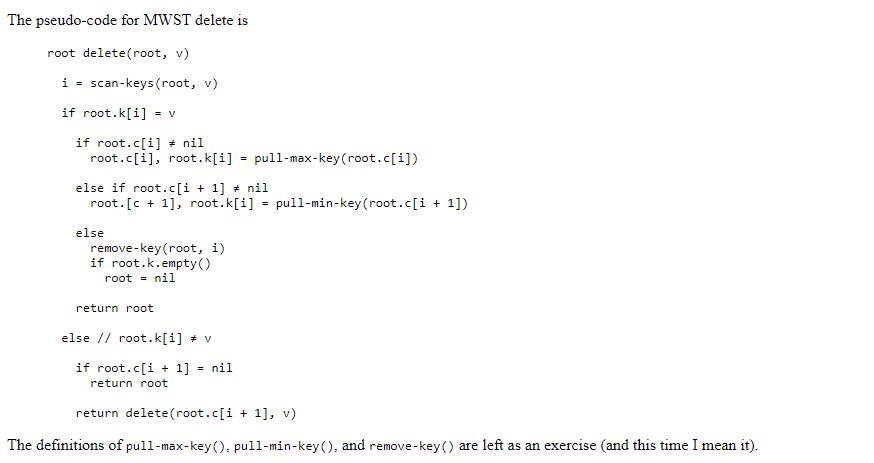 The pseudo-code for MWST delete is
root delete(root, v)
i = scan-keys(root, v)
if root.k[i] = v
if root.c[i] ≠ nil
root.c[i], root.k[i] = pull-max-key(root.c[i])
else if root.c[i + 1] ≠ nil
root.[c + 1], root.k[i] = pull-min-key(root.c[i + 1])
else
remove-key(root, i)
if root.k.empty()
root = nil
return root
else // root.k[i] ≠ v
if root.c[i + 1] = nil
return root
return delete(root.c[i + 1], v)
The definitions of pull-max-key(), pull-min-key(), and remove-key() are left as an exercise (and this time I mean it).